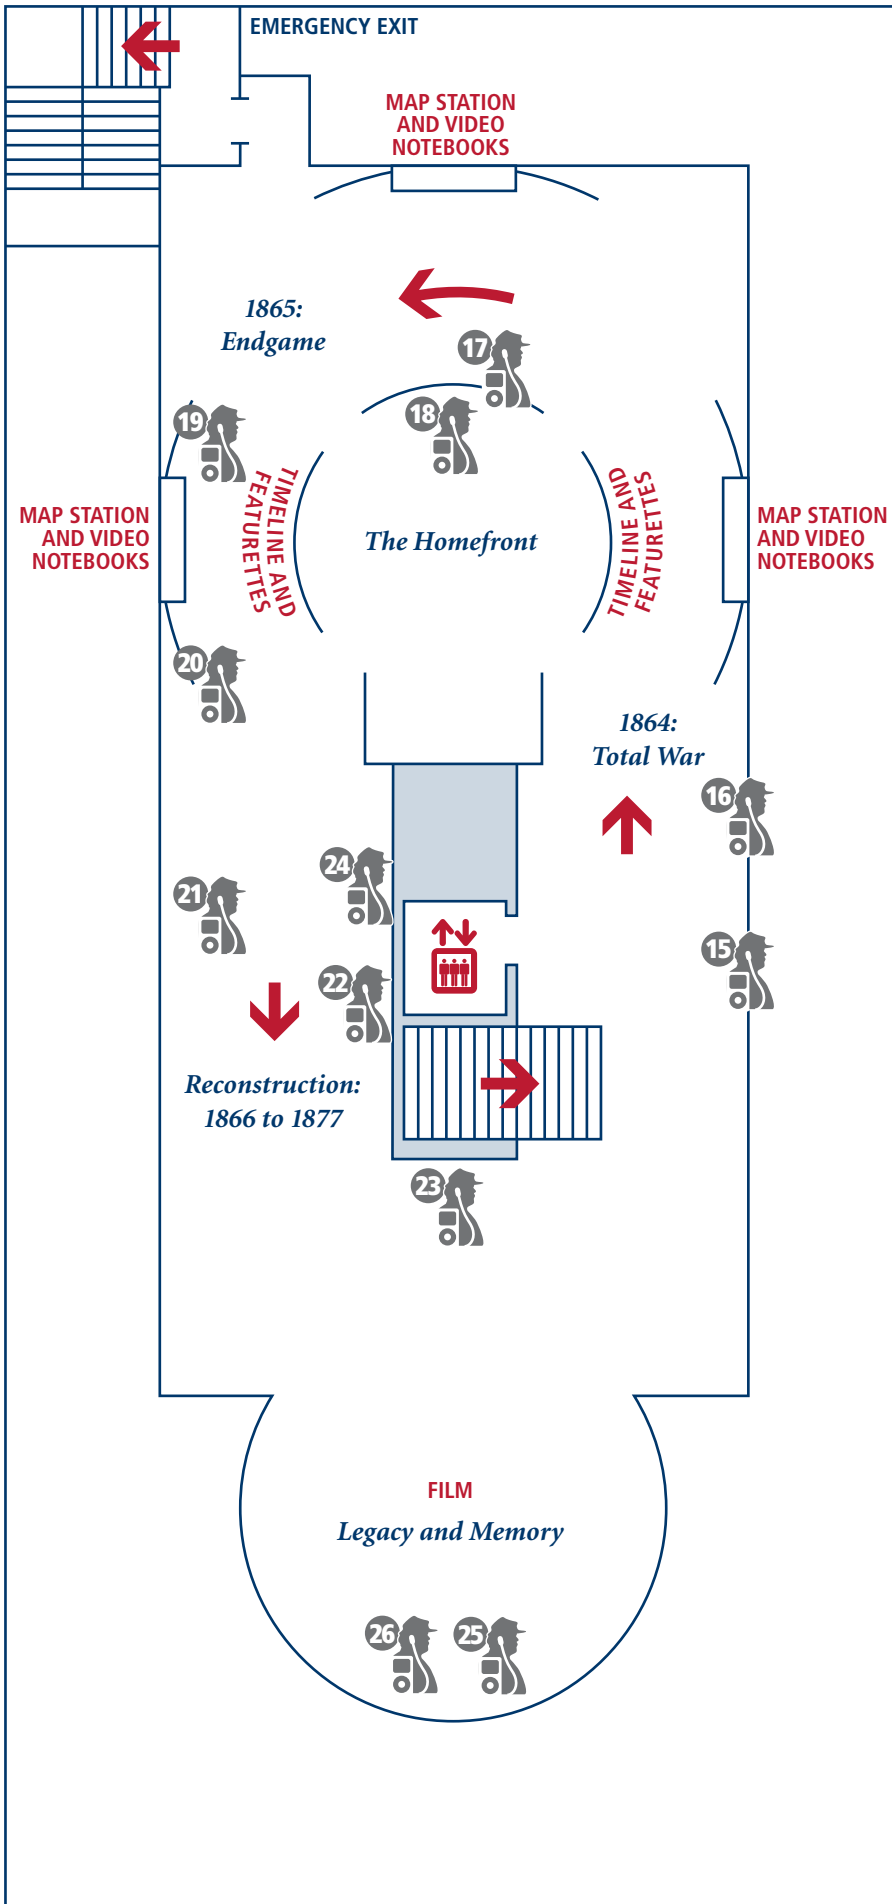 EMERGENCY EXIT
MAP STATION
AND VIDEO
NOTEBOOKS
1865:
Endgame
17
18
19
TIMELINE AND
FEATURETTES
TIMELINE AND
FEATURETTES
MAP STATION
AND VIDEO
NOTEBOOKS
The Homefront
MAP STATION
AND VIDEO
NOTEBOOKS
20
1864:
Total War
16
24
21
15
22
Reconstruction:
1866 to 1877
23
FILM
Legacy and Memory
26
25